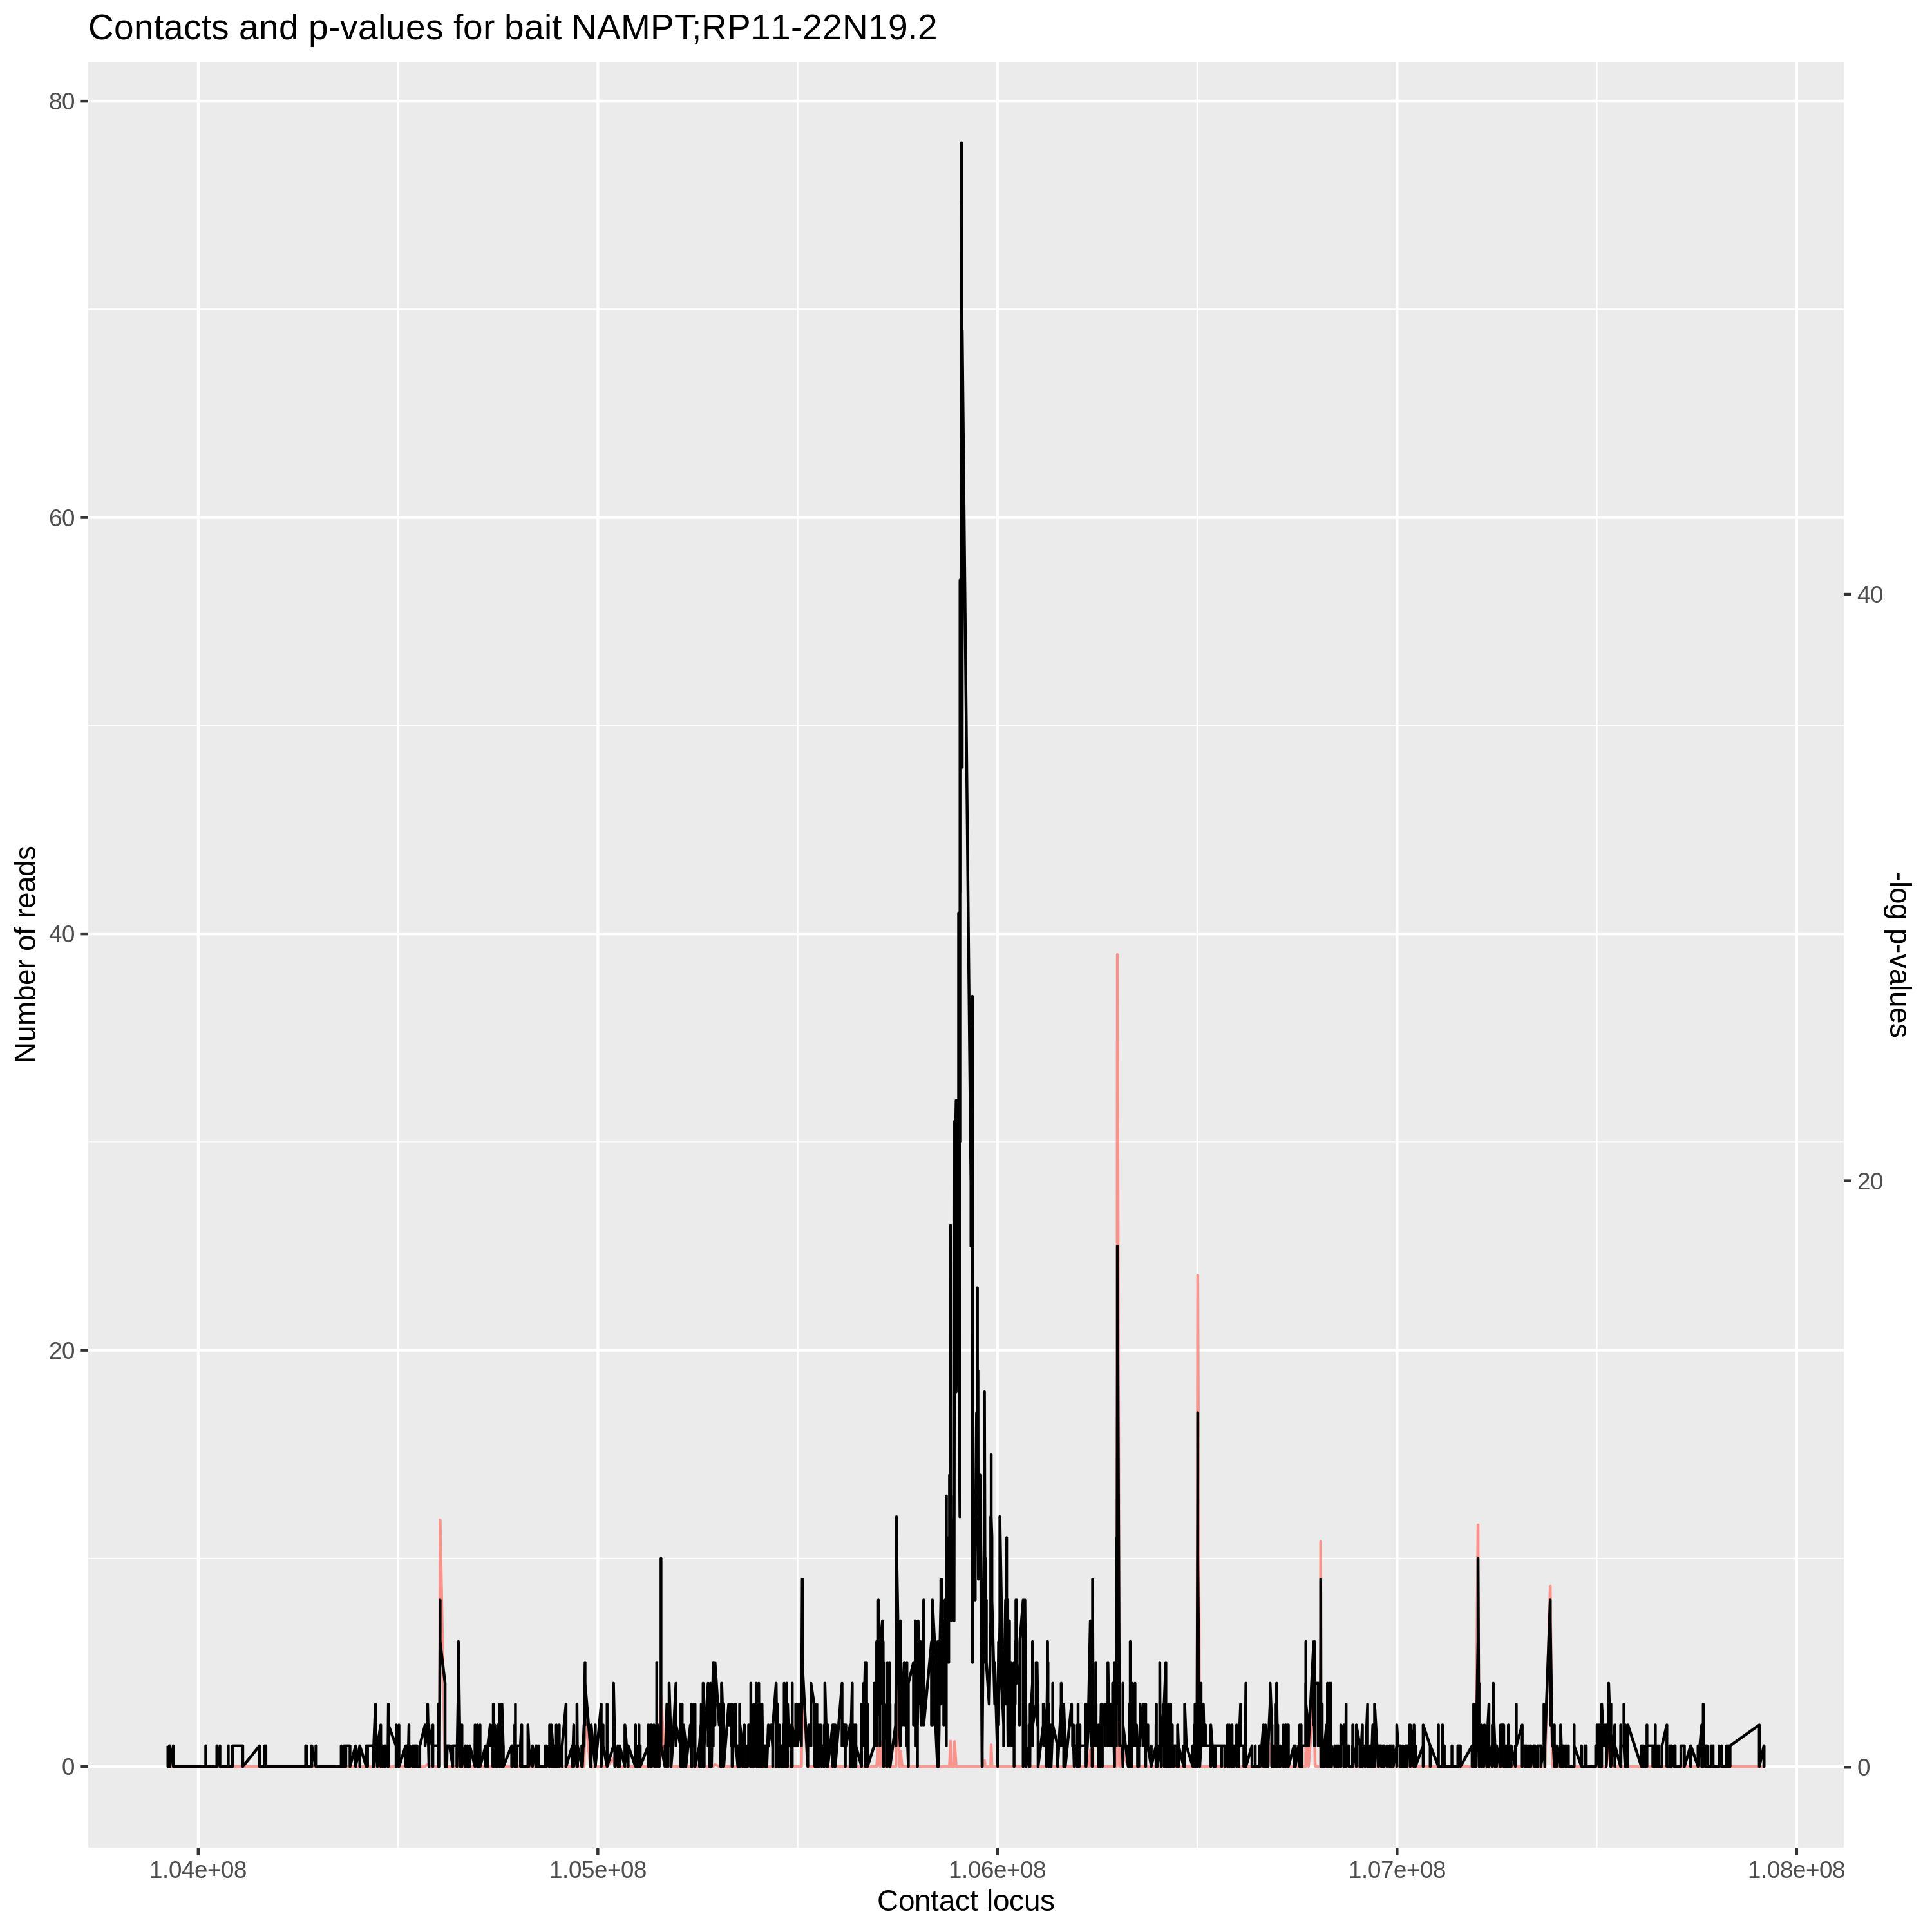 Contacts and p-values for bait NAMPT;RP11-22N19.2
80
60
40
20
0
Number of reads
40
20
0
-log p-values
1.04e+08
1.05e+08
1.06e+08
1.07e+08
1.08e+08
Contact locus